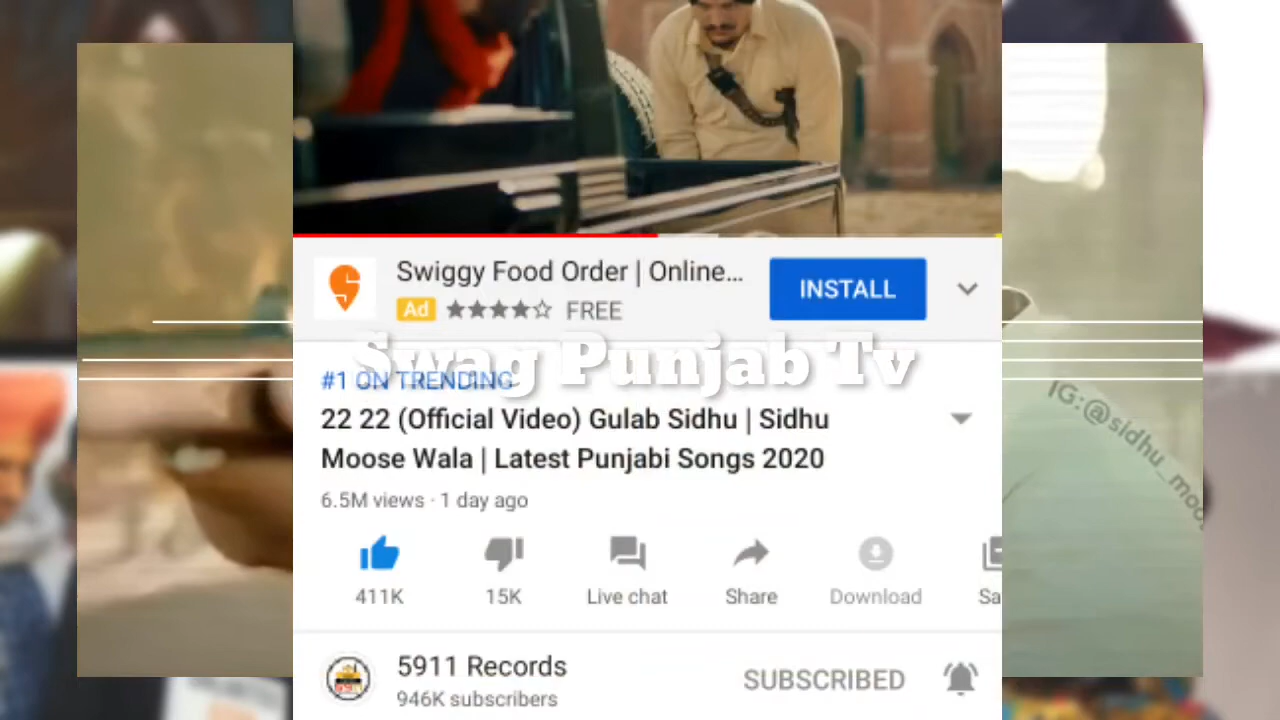 Swiggy Food Order | Online...
INSTALL
Ad ★★★★☆ FREE
Swag Punjab Tv
#1 ON TRENDING
22 22 (Official Video) Gulab Sidhu | Sidhu
Moose Wala | Latest Punjabi Songs 2020
6.5M views · 1 day ago
411K
15K
Live chat
Share
Download
Sa
5911 Records
946K subscribers
SUBSCRIBED
IG:@sidhu_moo